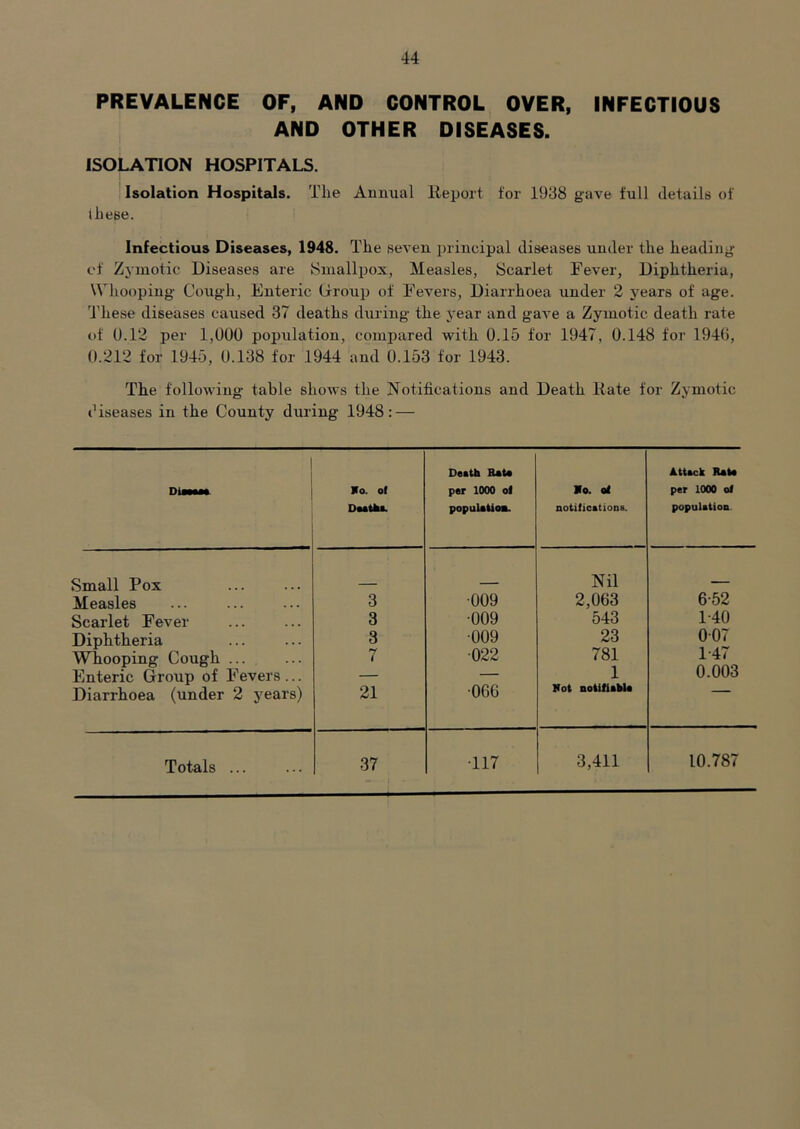 44
PREVALENCE OF, AND CONTROL OVER, INFECTIOUS
AND OTHER DISEASES.
ISOLATION HOSPITALS.
Isolation Hospitals. The Annual Report for 1938 gave full details of
these.
Infectious Diseases, 1948. The seven principal diseases under the heading
of Zymotic Diseases are Smallpox, Measles, Scarlet Fever, Diphtheria,
Whooping Cough, Enteric Group of Fevers, Diarrhoea under 2 years of age.
These diseases caused 37 deaths during the year and gave a Zymotic death rate
of 0.12 per 1,000 population, compared with 0.15 for 1947, 0.148 for 1946,
0.212 for 1945, 0.138 for 1944 and 0.153 for 1943.
The following table shows the Notifications and Death Rate for Zymotic
diseases in the County during 1948:—
Disease. No. of Deaths. Death Rate per 1000 of population. No. of notifications. Attack Rate per 1000 of population.
Small Pox ... ... — — Nil —
Measles ... ... ... 3 ·009 2,063 6·52
Scarlet Fever ... ... 3 ·009 543 1·40
Diphtheria ... ... 3 ·009 23 0·07
Whooping Cough ... ... 7 ·022 781 1·47
Enteric Group of Fevers ... — — 1 0.003
Diarrhoea (under 2 years) 21 ·066 Not notifiable —
Totals ... ... 37 ·117 3,411 10.787